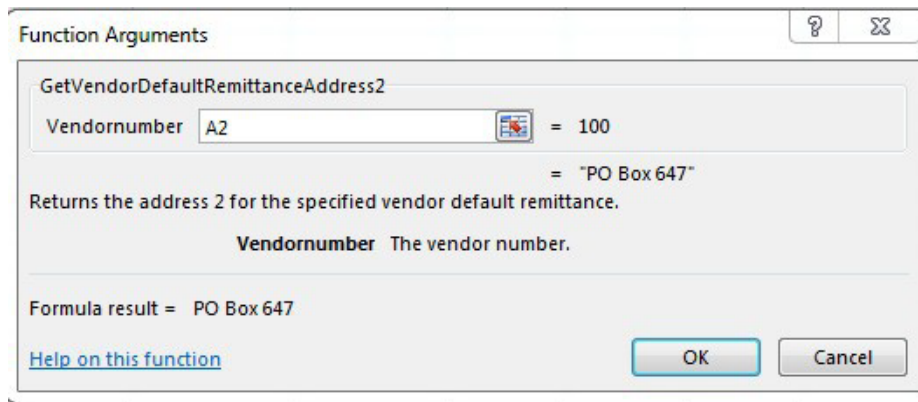 Function Arguments
GetVendorDefaultRemittanceAddress2
Vendornumber A2 = 100
= "PO Box 647"
Returns the address 2 for the specified vendor default remittance.
Vendornumber The vendor number.
Formula result = PO Box 647
Help on this function OK Cancel